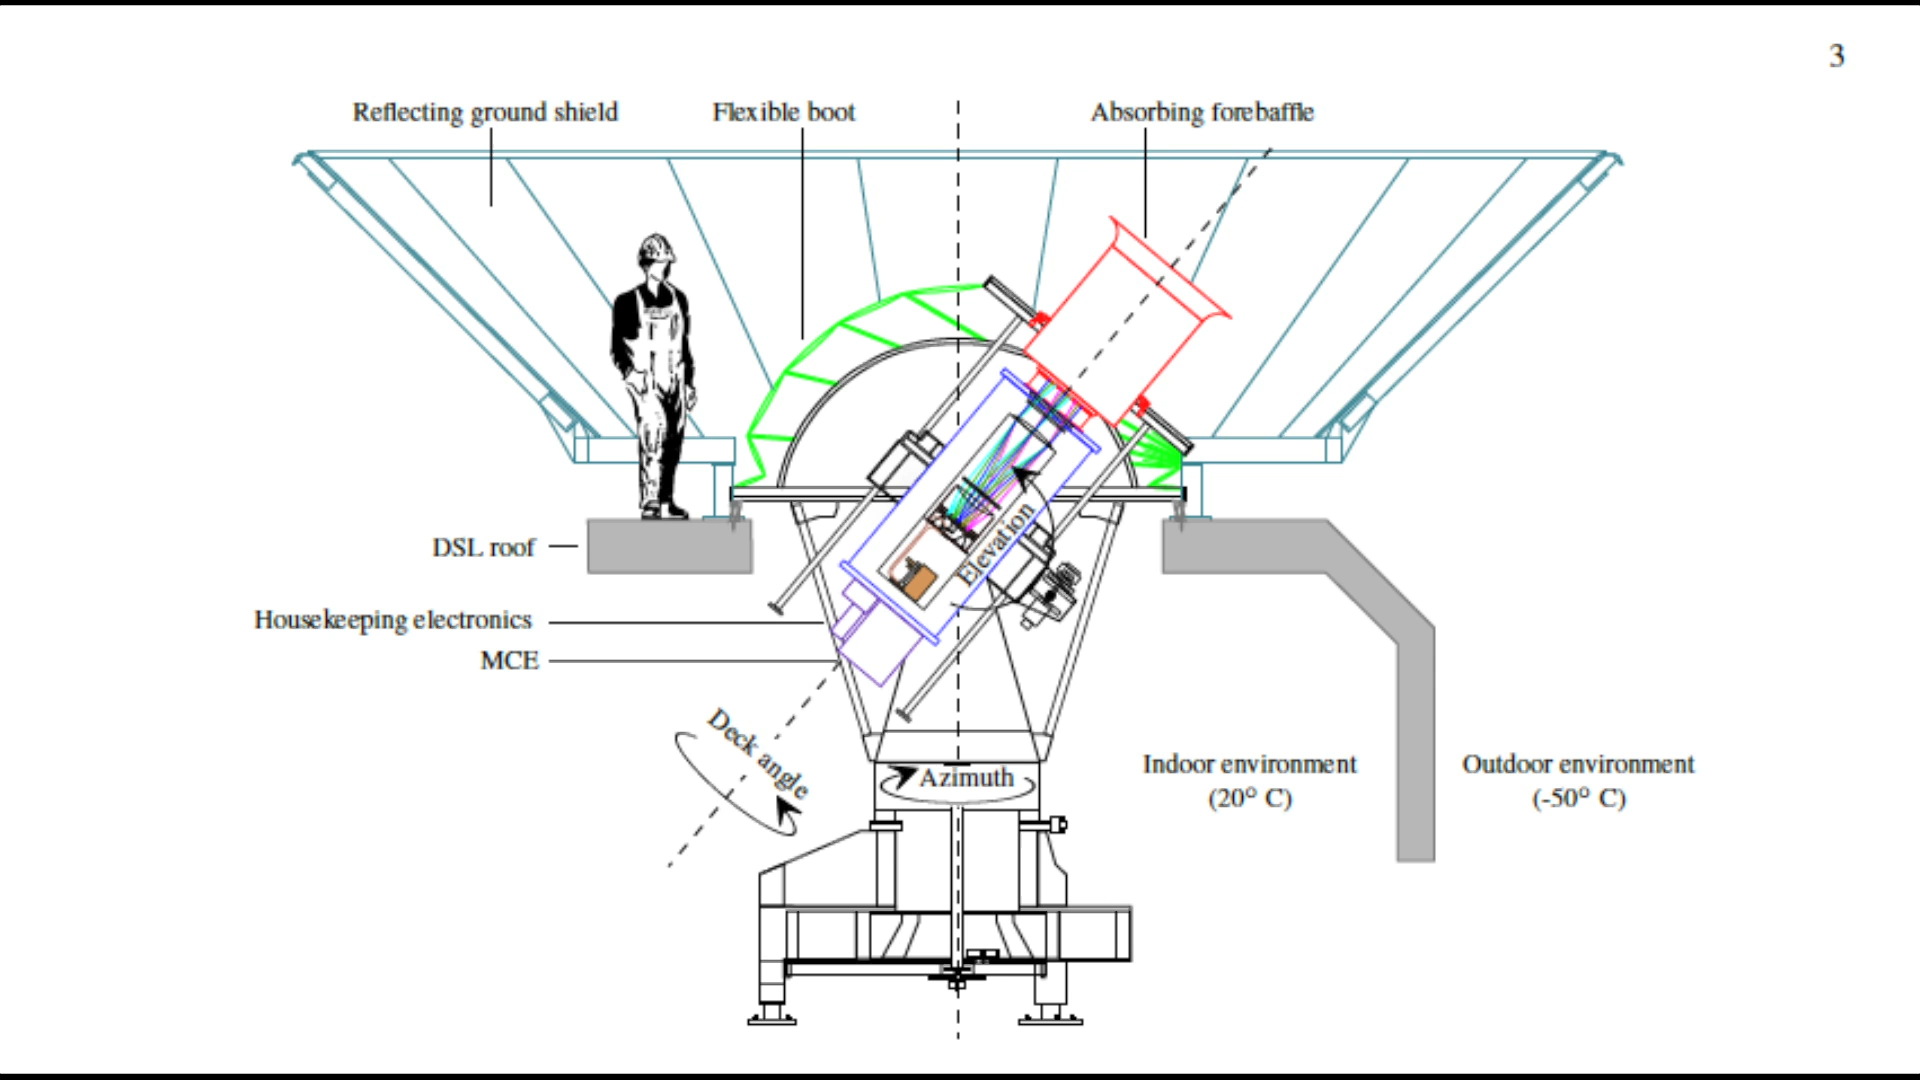 3
Reflecting ground shield
Flexible boot
Absorbing forebaffle
Elevation
DSL roof
Housekeeping electronics
MCE
Deck angle
Azimuth
Indoor environment
(20° C)
Outdoor environment
(-50° C)